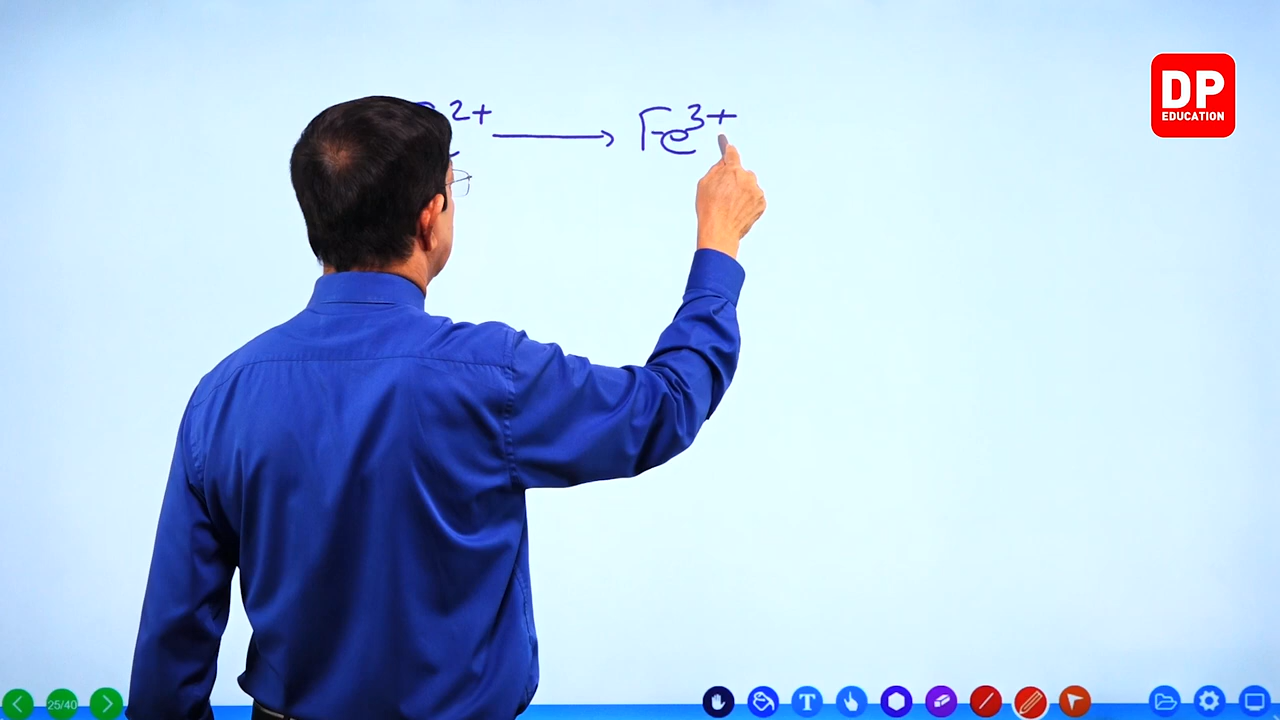 2+ → Fe3+
DP
EDUCATION
25/40
T